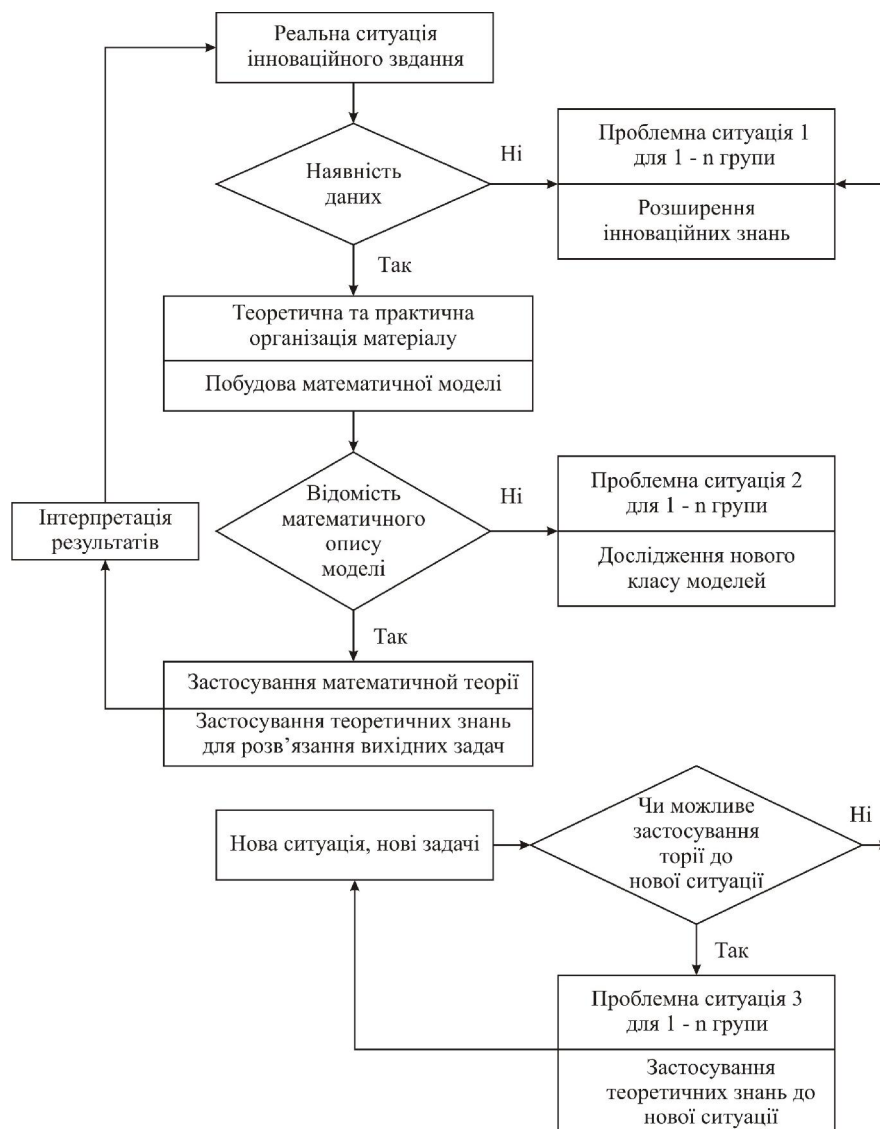 Реальна ситуація
інноваційного звдання
Наявність
даних
Ні
Проблемна ситуація 1
для 1 - n групи
Розширення
інноваційних знань
Так
Теоретична та практична
організація матеріалу
Побудова математичної моделі
Відомість
математичного
опису
моделі
Ні
Проблемна ситуація 2
для 1 - n групи
Дослідження нового
класу моделей
Інтерпретація
результатів
Так
Застосування математичной теорії
Застосування теоретичних знань
для розв’язання вихідних задач
Нова ситуація, нові задачі
Чи можливе
застосування
торії до
нової ситуації
Ні
Так
Проблемна ситуація 3
для 1 - n групи
Застосування
теоретичних знань до
нової ситуації